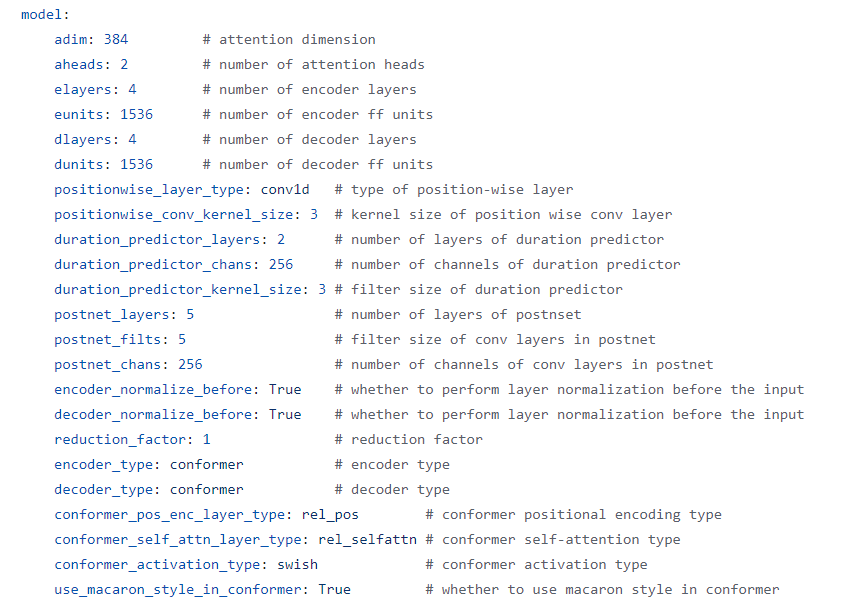 model:
    adim: 384         # attention dimension
    aheads: 2         # number of attention heads
    elayers: 4        # number of encoder layers
    eunits: 1536      # number of encoder ff units
    dlayers: 4        # number of decoder layers
    dunits: 1536      # number of decoder ff units
    positionwise_layer_type: conv1d   # type of position-wise layer
    positionwise_conv_kernel_size: 3  # kernel size of position wise conv layer
    duration_predictor_layers: 2      # number of layers of duration predictor
    duration_predictor_chans: 256     # number of channels of duration predictor
    duration_predictor_kernel_size: 3 # filter size of duration predictor
    postnet_layers: 5                 # number of layers of postnset
    postnet_filts: 5                  # filter size of conv layers in postnet
    postnet_chans: 256                # number of channels of conv layers in postnet
    encoder_normalize_before: True    # whether to perform layer normalization before the input
    decoder_normalize_before: True    # whether to perform layer normalization before the input
    reduction_factor: 1               # reduction factor
    encoder_type: conformer           # encoder type
    decoder_type: conformer           # decoder type
    conformer_pos_enc_layer_type: rel_pos        # conformer positional encoding type
    conformer_self_attn_layer_type: rel_selfattn # conformer self-attention type
    conformer_activation_type: swish             # conformer activation type
    use_macaron_style_in_conformer: True         # whether to use macaron style in conformer